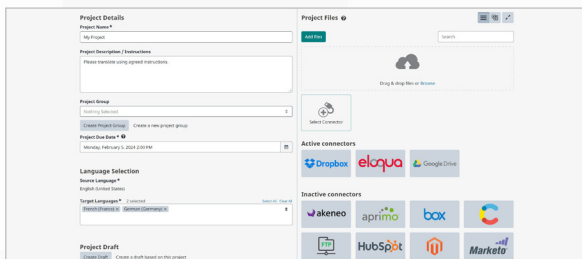 Project Details
Project Name *
My Project
Project Description / Instructions
Please translate using agreed instructions.
Project Group
Nothing Selected
Create Project Group Create a new project group
Project Due Date *
Monday, February 5, 2024 2:00 PM
Language Selection
Source Language *
English (United States)
Target Languages * 2 selected Select All Clear All
French (France) × German (Germany) ×
Project Draft
Create Draft Create a draft based on this project
Project Files
Add Files Search
Drag & drop files or Browse
Select Connector
Active connectors
Dropbox eloqua Google Drive
Inactive connectors
akeneo aprimo box
FTP HubSpot Marketo